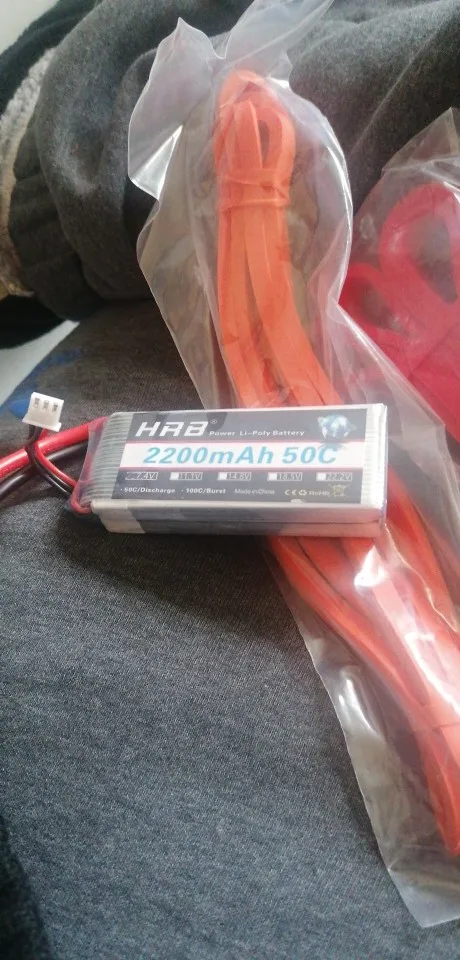 HRB® Power Li-Poly Battery
2200mAh 50C
7.4V 11.1V 14.8V 18.5V 22.2V
·50C/Discharge ·100C/Burst Made in China CE RoHS